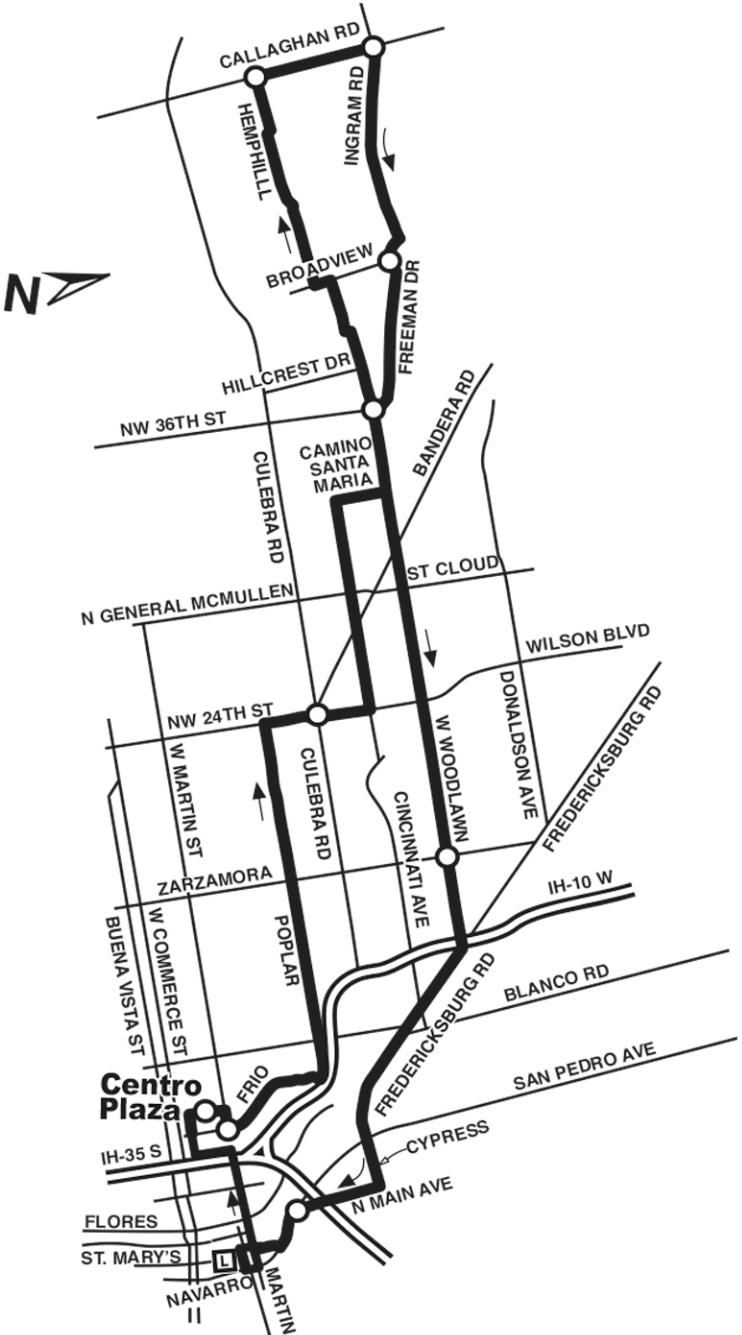 CALLAGHAN RD
INGRAM RD
HEMPHILLL
BROADVIEW
N
FREEMAN DR
HILLCREST DR
NW 36TH ST
BANDERA RD
CAMINO
SANTA
MARIA
CULEBRA RD
ST CLOUD
N GENERAL MCMULLEN
WILSON BLVD
NW 24TH ST
DONALDSON AVE
FREDERICKSBURG RD
W MARTIN ST
CULEBRA RD
W WOODLAWN
CINCINNATI AVE
ZARZAMORA
IH-10 W
BUENA VISTA ST
W COMMERCE ST
POPLAR
FREDERICKSBURG RD
BLANCO RD
SAN PEDRO AVE
FRIO
Centro
Plaza
CYPRESS
IH-35 S
N MAIN AVE
FLORES
ST. MARY'S
L
NAVARRO
MARTIN